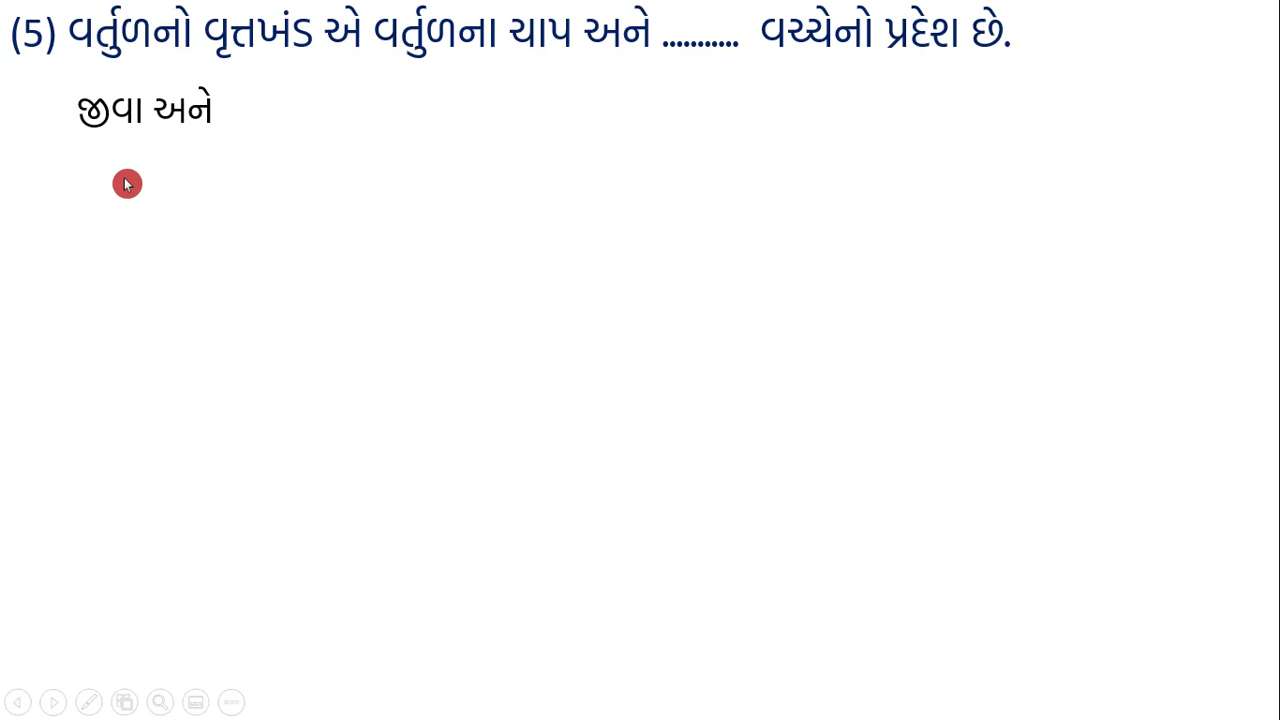 (5) વર્તુળનો વૃત્તખંડ એ વર્તુળના ચાપ અને ........... વચ્ચેનો પ્રદેશ છે.
જીવા અને